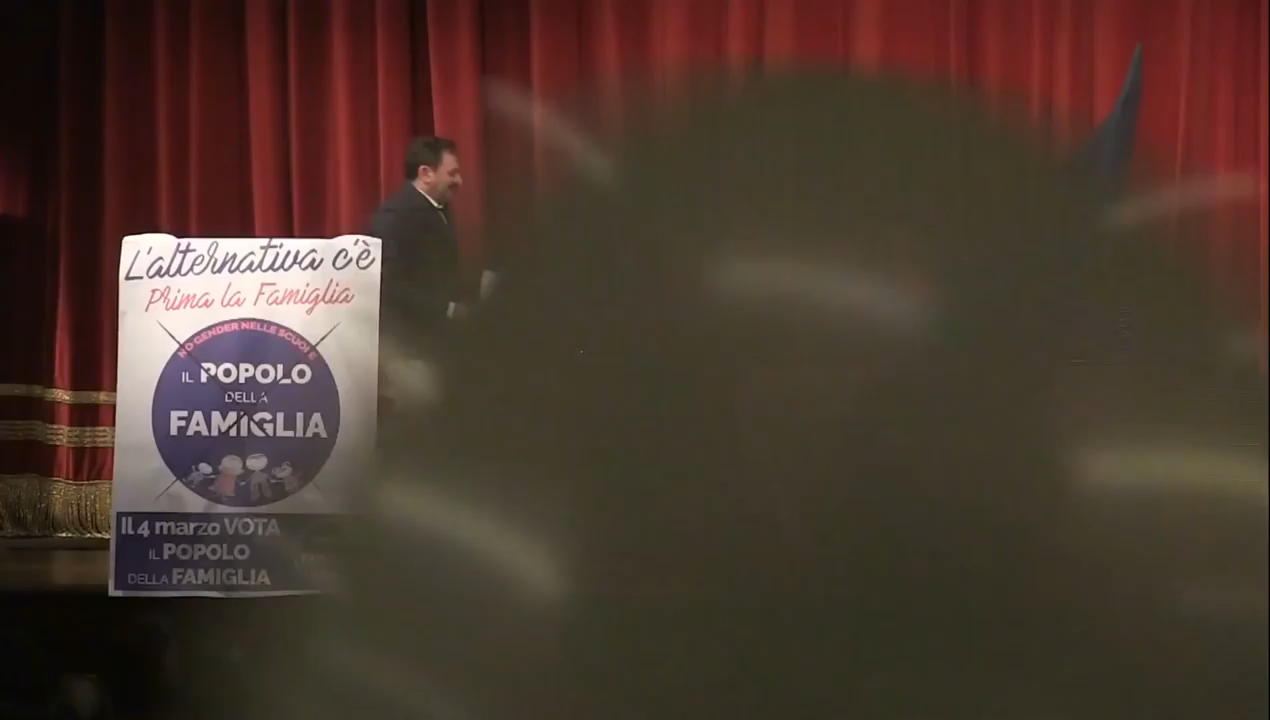 L'alternativa c'è
Prima la Famiglia
NO GENDER NELLE SCUOLE
IL POPOLO
DELLA
FAMIGLIA
Il 4 marzo VOTA
IL POPOLO
DELLA FAMIGLIA